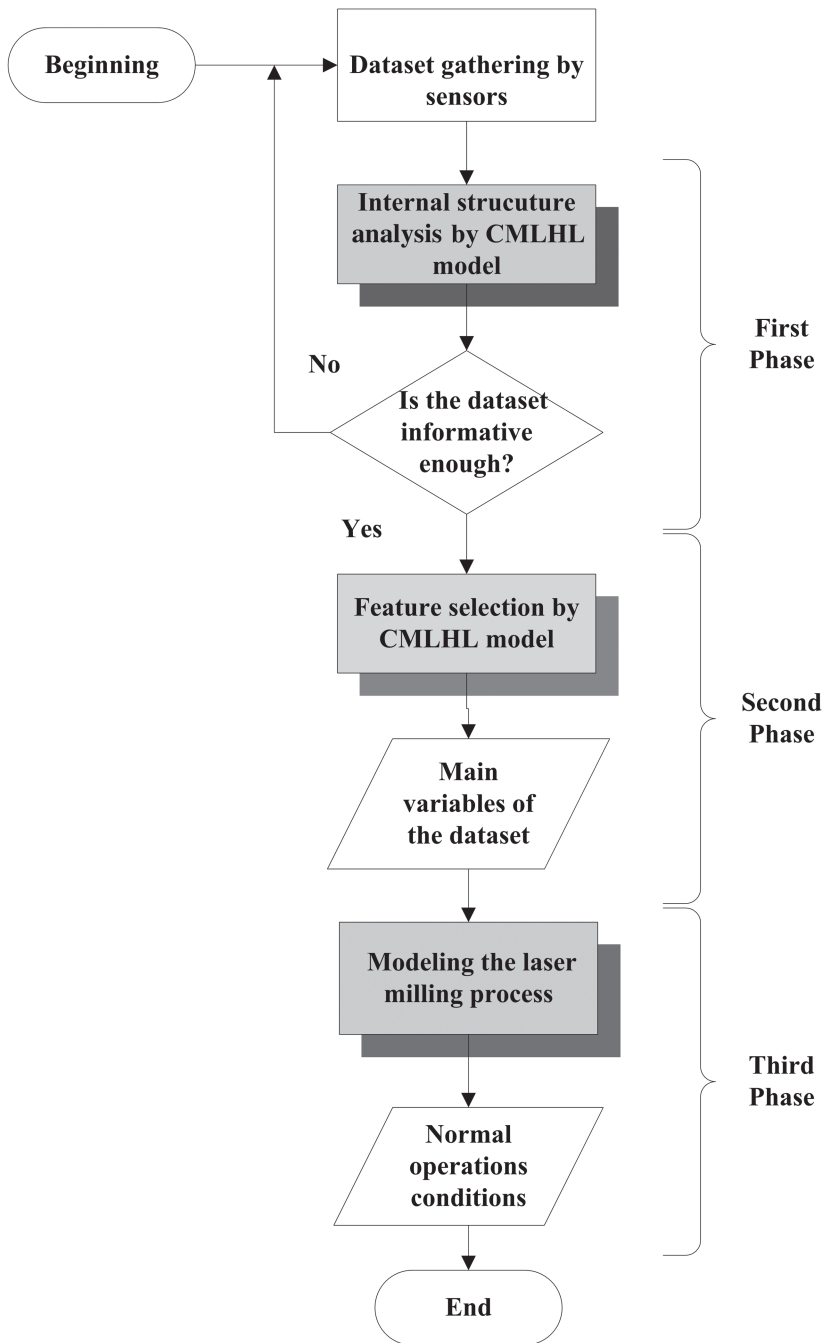 Beginning
Dataset gathering by
sensors
Internal strucuture
analysis by CMLHL
model
First
Phase
No
Is the dataset
informative
enough?
Yes
Feature selection by
CMLHL model
Second
Phase
Main
variables of
the dataset
Modeling the laser
milling process
Third
Phase
Normal
operations
conditions
End